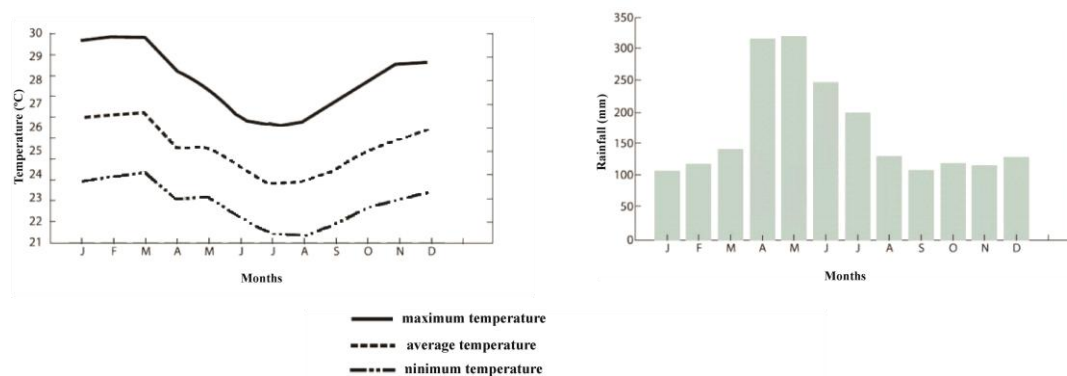 30
29
28
27
26
25
24
23
22
21
Temperature (°C)
J F M A M J J A S O N D
Months
350
300
250
200
150
100
50
0
Rainfall (mm)
J F M A M J J A S O N D
Months
maximum temperature
average temperature
minimum temperature